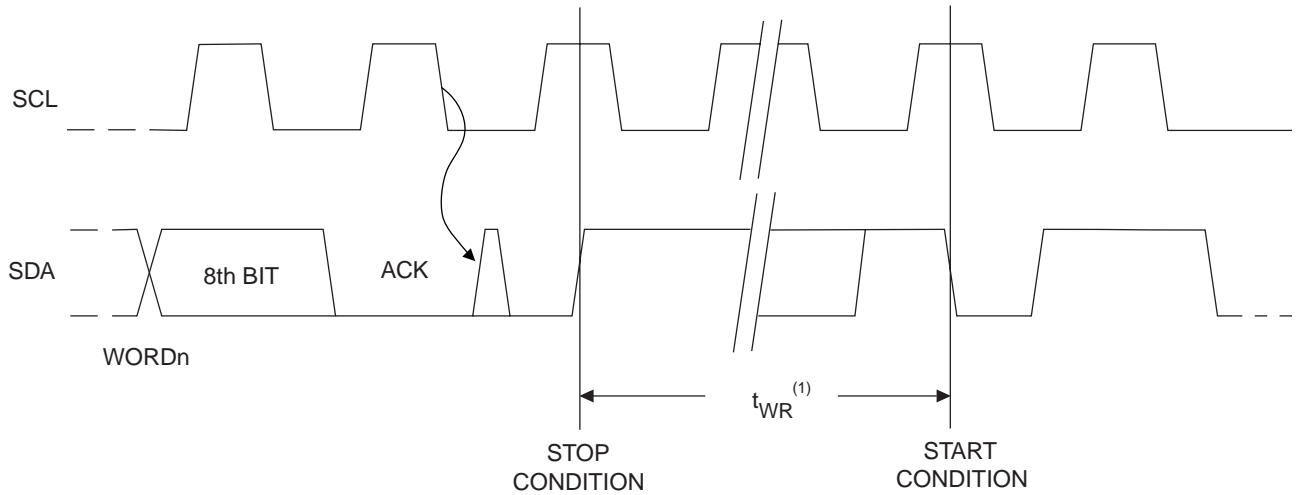 SCL
SDA
8th BIT
ACK
WORDn
tWR(1)
STOP
CONDITION
START
CONDITION